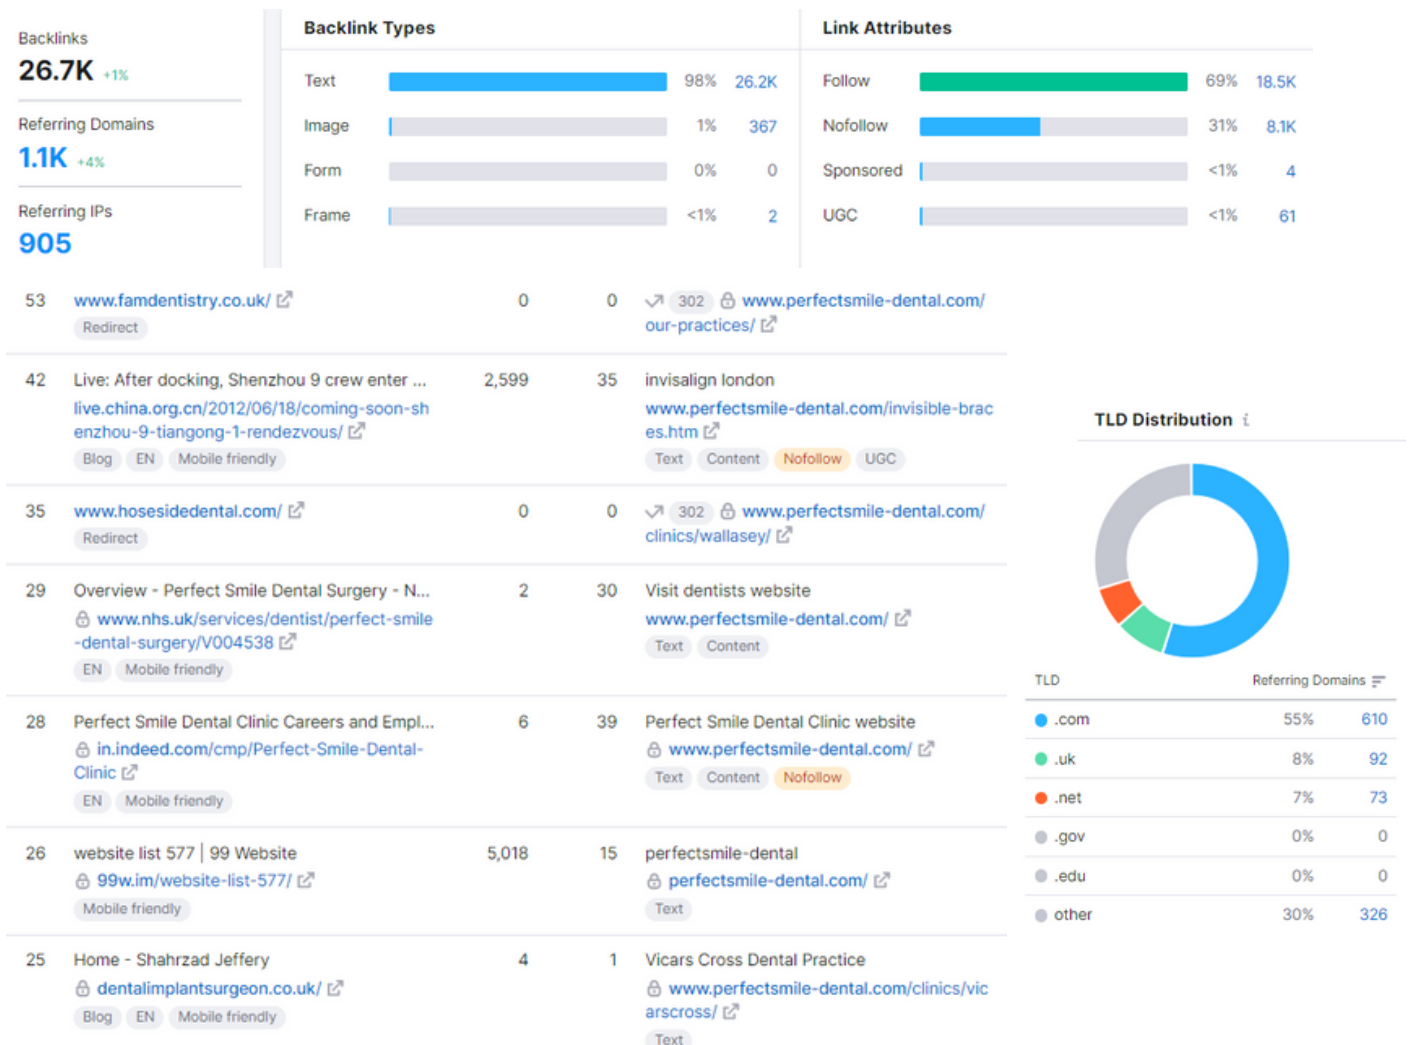 Backlinks
26.7K +1%
Referring Domains
1.1K +4%
Referring IPs
905
Backlink Types
Text 98% 26.2K
Image 1% 367
Form 0% 0
Frame <1% 2
Link Attributes
Follow 69% 18.5K
Nofollow 31% 8.1K
Sponsored <1% 4
UGC <1% 61
53 www.famdentistry.co.uk/ 0 0 302 www.perfectsmile-dental.com/
our-practices/
Redirect
42 Live: After docking, Shenzhou 9 crew enter ... 2,599 35 invisalign london
live.china.org.cn/2012/06/18/coming-soon-sh www.perfectsmile-dental.com/invisible-brac
enzhou-9-tiangong-1-rendezvous/ es.htm
Blog EN Mobile friendly Text Content Nofollow UGC
35 www.hosesidedental.com/ 0 0 302 www.perfectsmile-dental.com/
clinics/wallasey/
Redirect
29 Overview - Perfect Smile Dental Surgery - N... 2 30 Visit dentists website
www.nhs.uk/services/dentist/perfect-smile www.perfectsmile-dental.com/
-dental-surgery/V004538 Text Content
EN Mobile friendly
28 Perfect Smile Dental Clinic Careers and Empl... 6 39 Perfect Smile Dental Clinic website
in.indeed.com/cmp/Perfect-Smile-Dental- www.perfectsmile-dental.com/
Clinic Text Content Nofollow
EN Mobile friendly
26 website list 577 | 99 Website 5,018 15 perfectsmile-dental
99w.im/website-list-577/ perfectsmile-dental.com/
Mobile friendly Text
25 Home - Shahrzad Jeffery 4 1 Vicars Cross Dental Practice
dentalimplantsurgeon.co.uk/ www.perfectsmile-dental.com/clinics/vic
arscross/
Blog EN Mobile friendly
Text
TLD Distribution i
TLD Referring Domains
.com 55% 610
.uk 8% 92
.net 7% 73
.gov 0% 0
.edu 0% 0
other 30% 326